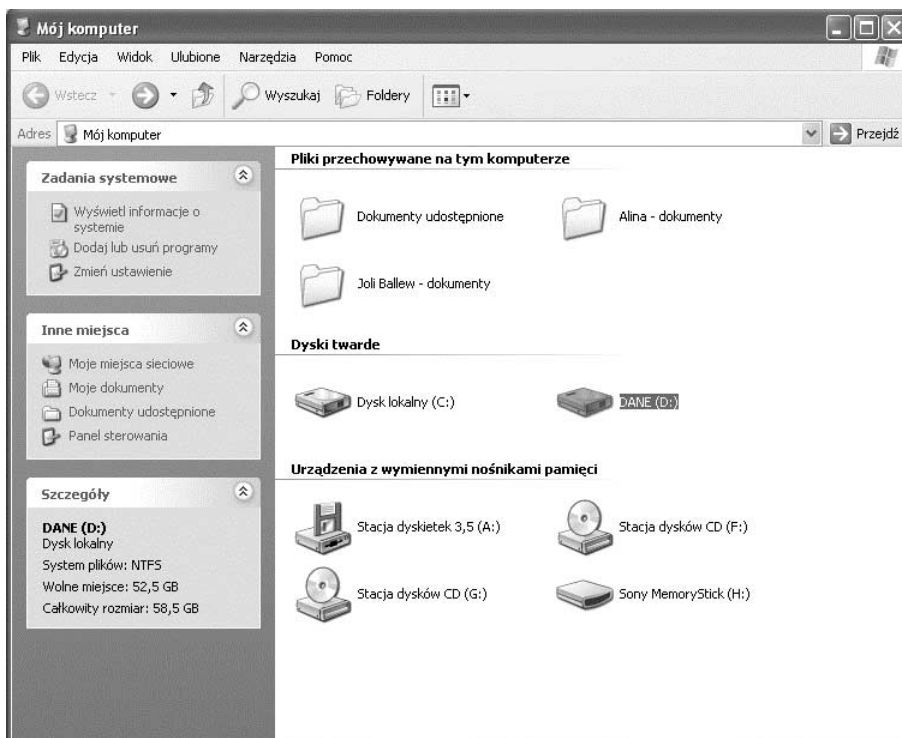 Mój komputer
Plik Edycja Widok Ulubione Narzędzia Pomoc
Wstecz Wyszukaj Foldery
Adres Mój komputer Przejdź
Zadania systemowe
Wyświetl informacje o
systemie
Dodaj lub usuń programy
Zmień ustawienie
Inne miejsca
Moje miejsca sieciowe
Moje dokumenty
Dokumenty udostępnione
Panel sterowania
Szczegóły
DANE (D:)
Dysk lokalny
System plików: NTFS
Wolne miejsce: 52,5 GB
Całkowity rozmiar: 58,5 GB
Pliki przechowywane na tym komputerze
Dokumenty udostępnione Alina - dokumenty
Joli Ballew - dokumenty
Dyski twarde
Dysk lokalny (C:) DANE (D:)
Urządzenia z wymiennymi nośnikami pamięci
Stacja dyskietek 3,5 (A:) Stacja dysków CD (F:)
Stacja dysków CD (G:) Sony MemoryStick (H:)